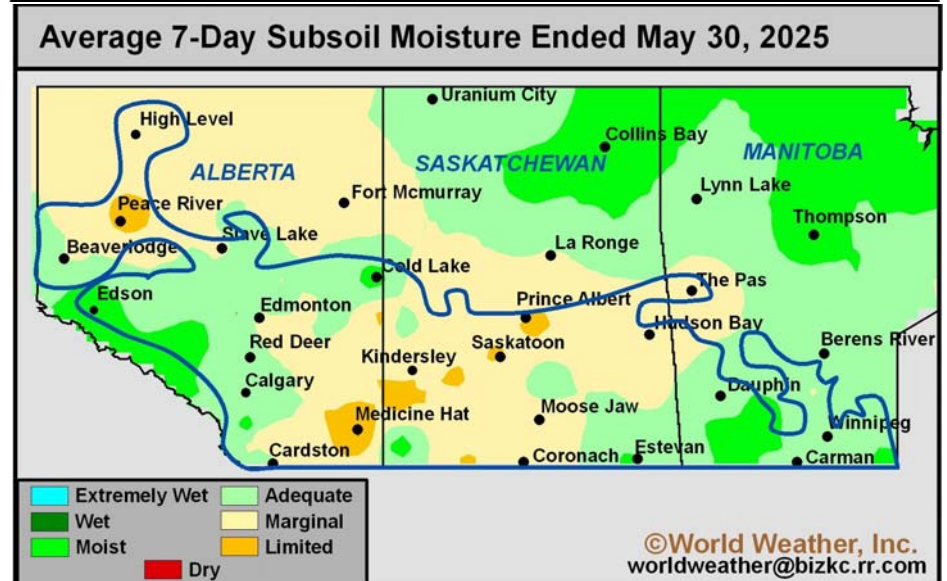 Average 7-Day Subsoil Moisture Ended May 30, 2025
Uranium City
High Level
Collins Bay
ALBERTA
SASKATCHEWAN
MANITOBA
Fort Mcmurray
Lynn Lake
Peace River
Thompson
Slave Lake
Beaverlodge
La Ronge
Cold Lake
The Pas
Edson
Edmonton
Prince Albert
Hudson Bay
Red Deer
Kindersley
Saskatoon
Berens River
Calgary
Dauphin
Medicine Hat
Moose Jaw
Winnipeg
Cardston
Coronach
Estevan
Carman
Extremely Wet
Adequate
Wet
Marginal
Moist
Limited
Dry
©World Weather, Inc.
worldweather@bizkc.rr.com